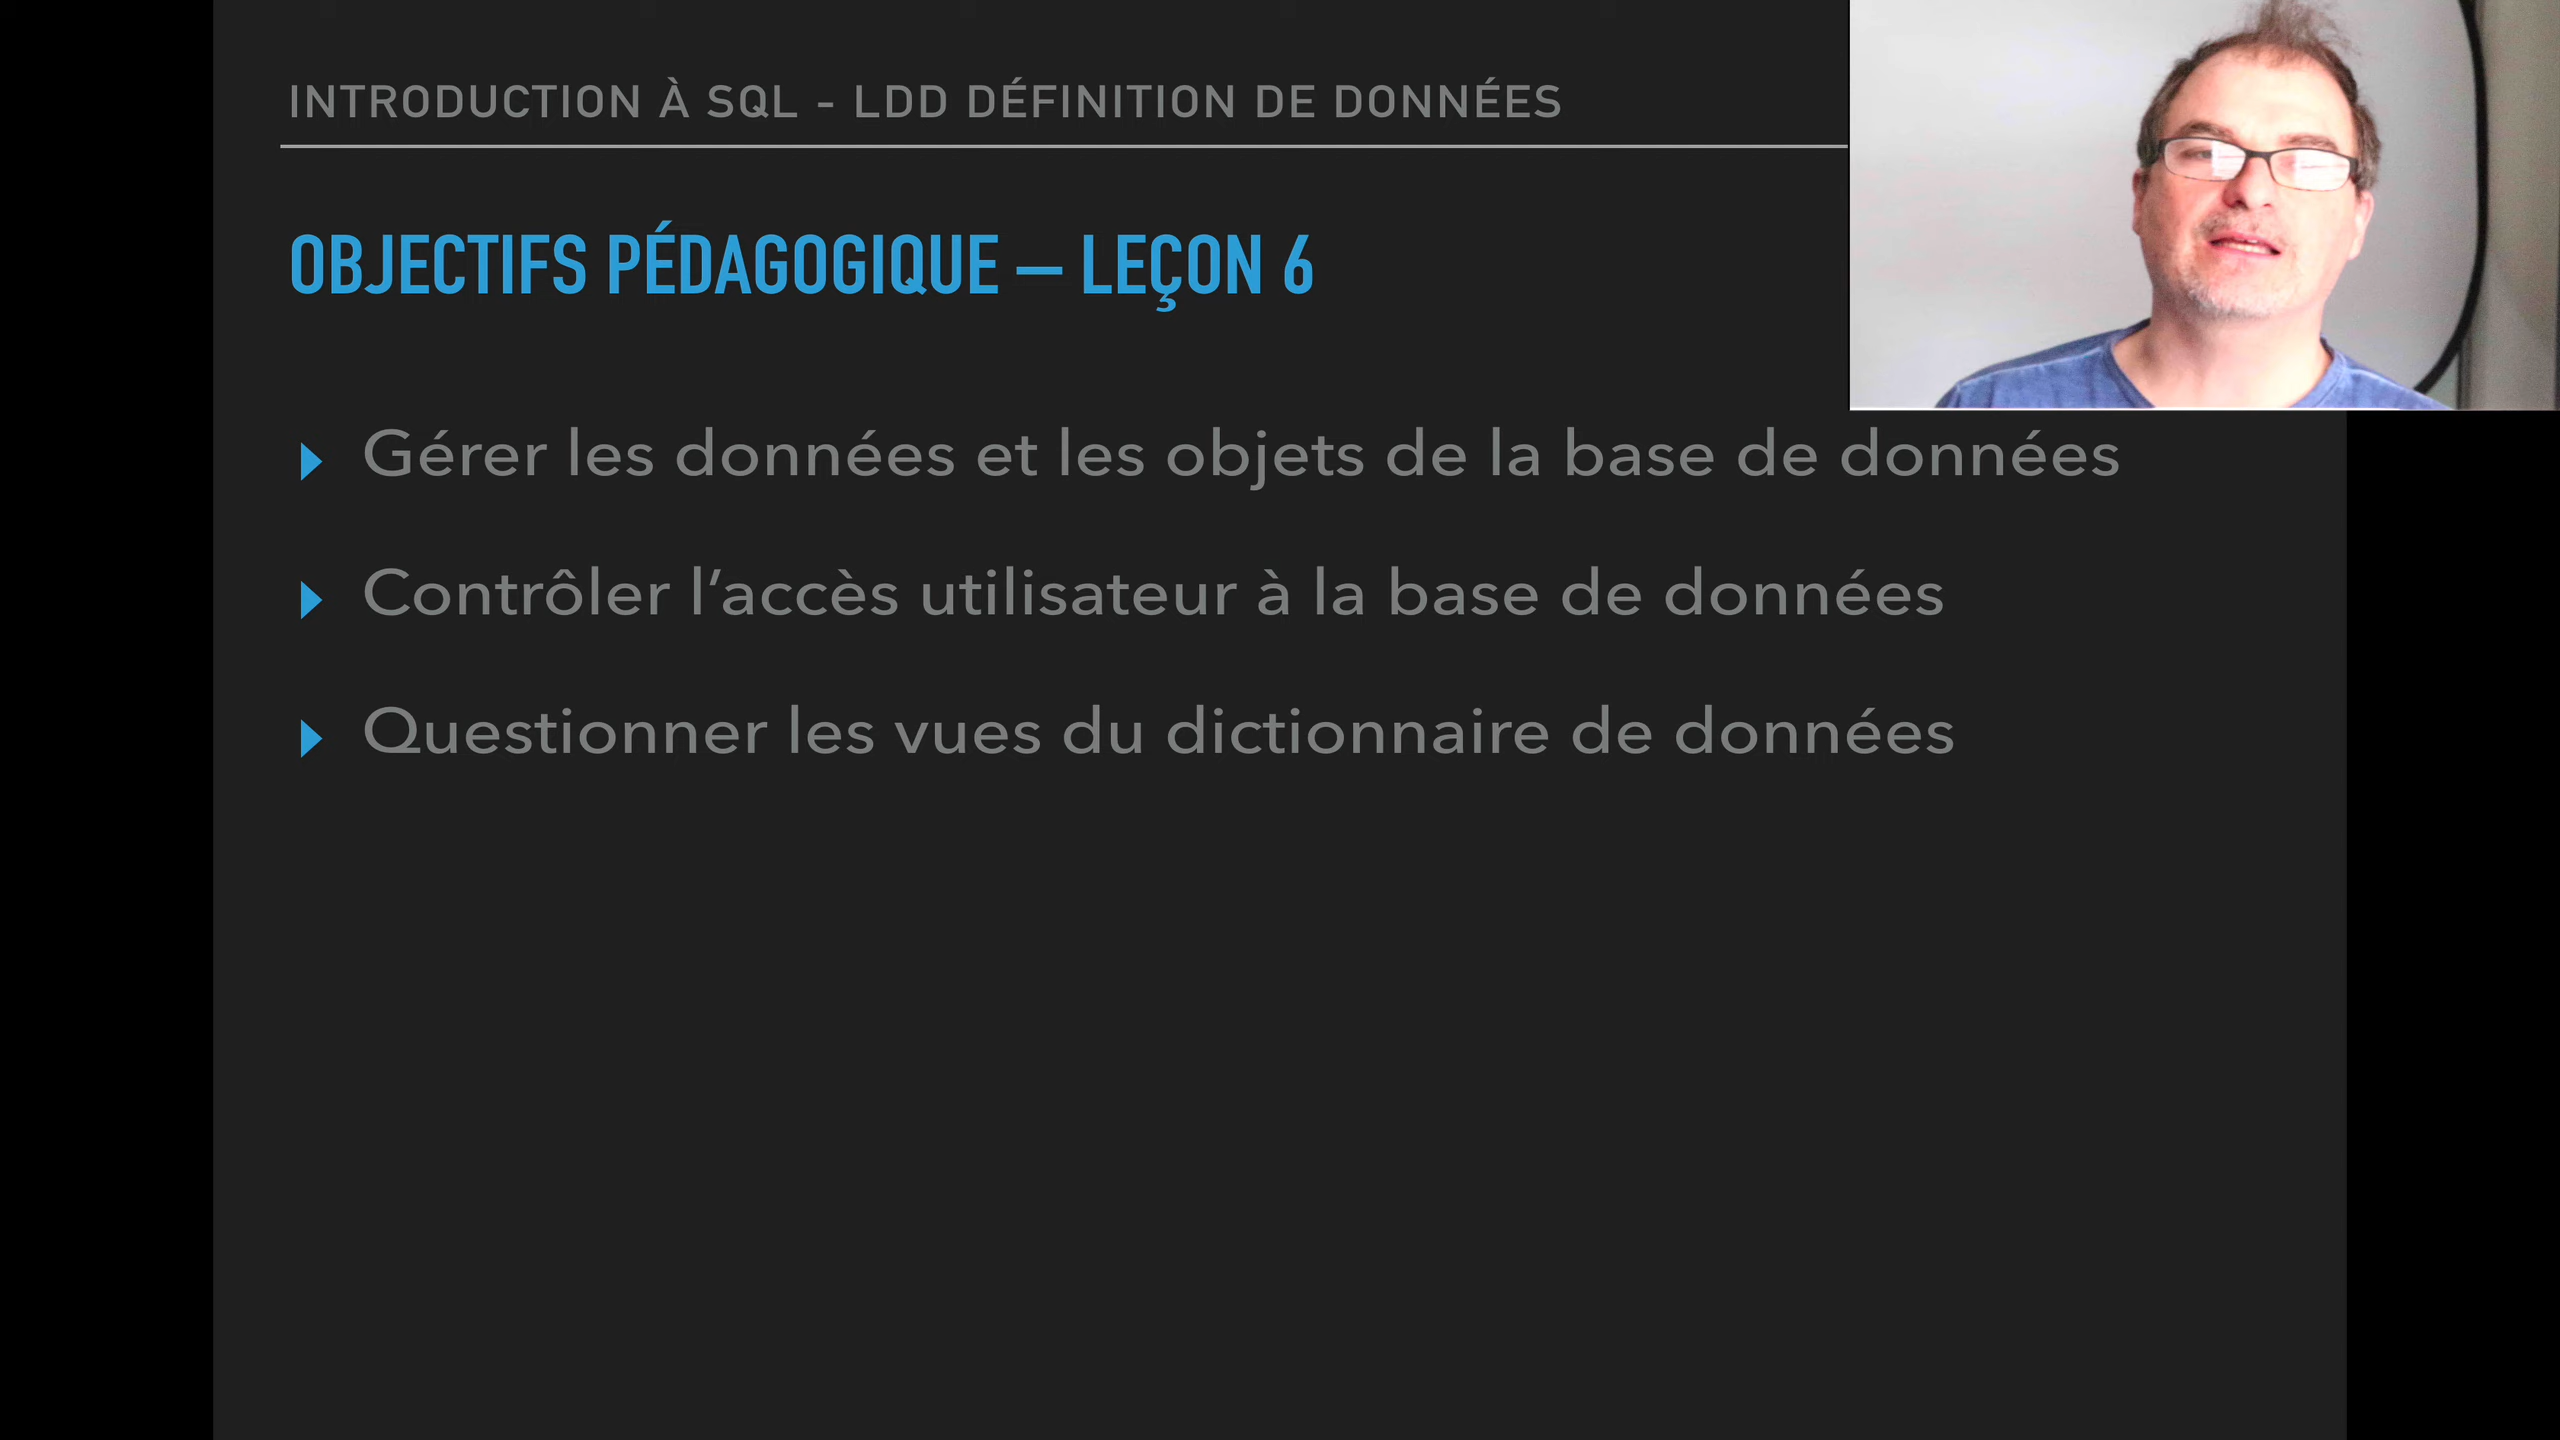 INTRODUCTION À SQL - LDD DÉFINITION DE DONNÉES
OBJECTIFS PÉDAGOGIQUE — LEÇON 6
Gérer les données et les objets de la base de données
Contrôler l’accès utilisateur à la base de données
Questionner les vues du dictionnaire de données